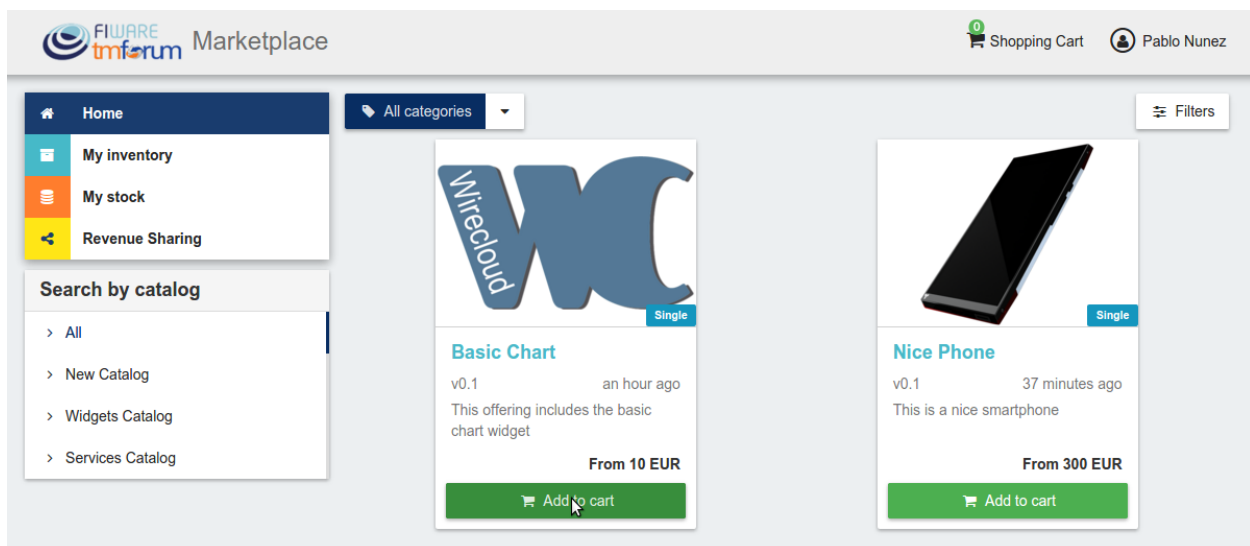 FIWARE
tmforum
Marketplace
0
Shopping Cart
Pablo Nunez
Home
My inventory
My stock
Revenue Sharing
Search by catalog
All
New Catalog
Widgets Catalog
Services Catalog
All categories
Filters
Wirecloud
WC
Single
Basic Chart
v0.1 an hour ago
This offering includes the basic
chart widget
From 10 EUR
Add to cart
Single
Nice Phone
v0.1 37 minutes ago
This is a nice smartphone
From 300 EUR
Add to cart